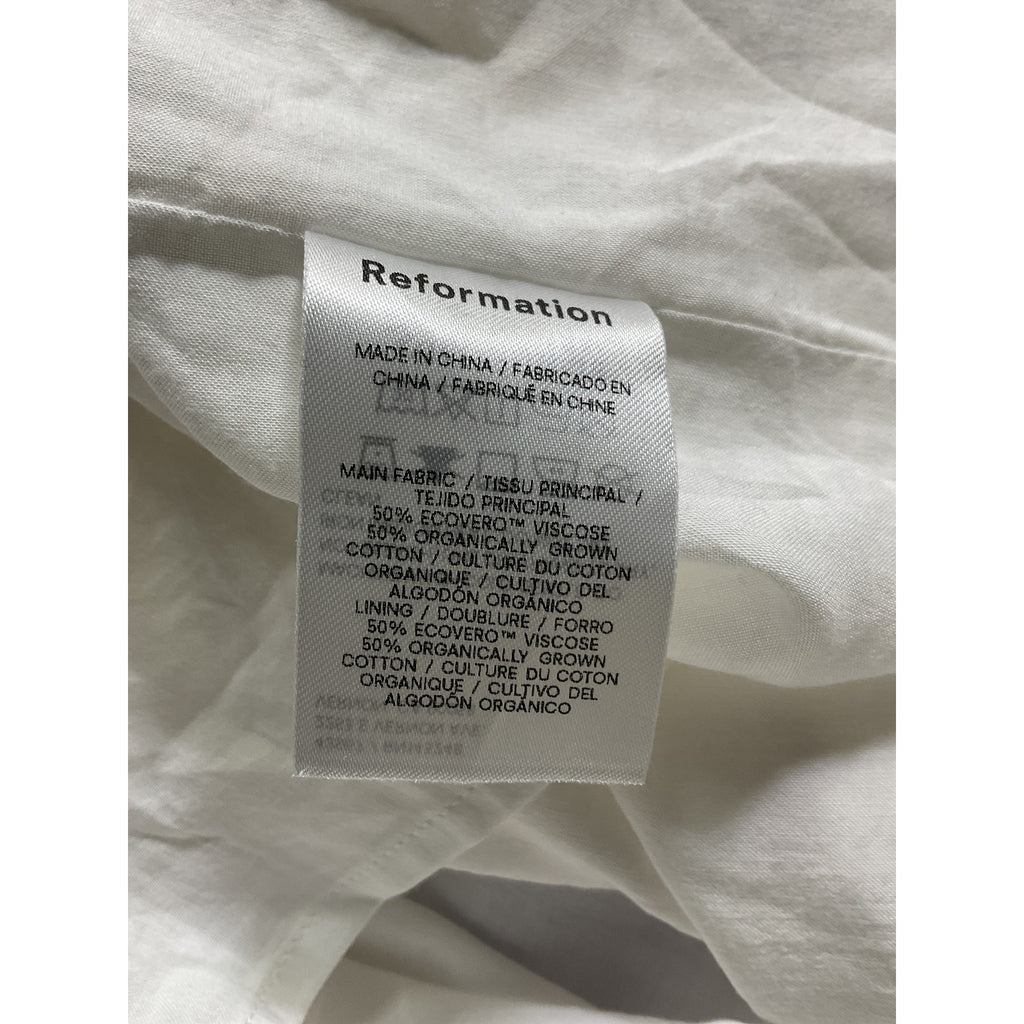 Reformation
MADE IN CHINA / FABRICADO EN
CHINA / FABRIQUÉ EN CHINE
MAIN FABRIC / TISSU PRINCIPAL /
TEJIDO PRINCIPAL
50% ECOVERO™ VISCOSE
50% ORGANICALLY GROWN
COTTON / CULTURE DU COTON
ORGANIQUE / CULTIVO DEL
ALGODÓN ORGÁNICO
LINING / DOUBLURE / FORRO
50% ECOVERO™ VISCOSE
50% ORGANICALLY GROWN
COTTON / CULTURE DU COTON
ORGANIQUE / CULTIVO DEL
ALGODÓN ORGÁNICO